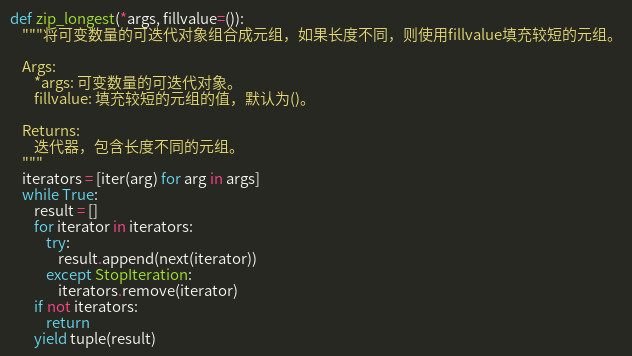 def zip_longest(*args, fillvalue=()):
    """将可变数量的可迭代对象组合成元组，如果长度不同，则使用fillvalue填充较短的元组。

    Args:
        *args: 可变数量的可迭代对象。
        fillvalue: 填充较短的元组的值，默认为()。

    Returns:
        迭代器，包含长度不同的元组。
    """
    iterators = [iter(arg) for arg in args]
    while True:
        result = []
        for iterator in iterators:
            try:
                result.append(next(iterator))
            except StopIteration:
                iterators.remove(iterator)
        if not iterators:
            return
        yield tuple(result)